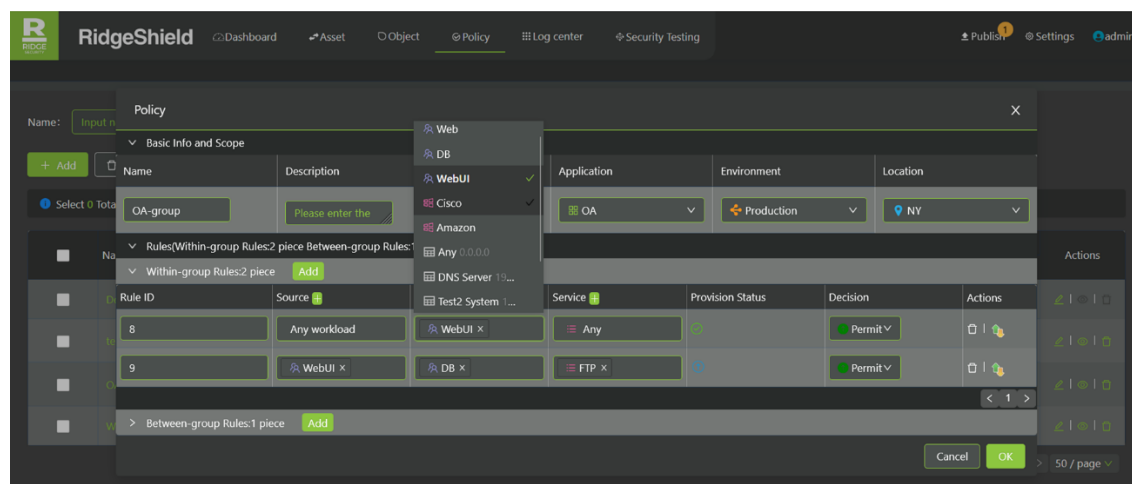 R
RIDGE
SECURITY
RidgeShield
Dashboard
Asset
Object
Policy
Log center
Security Testing
Publish
1
Settings
admin
Name:
Input n
Policy
X
Basic Info and Scope
+ Add
Name
Description
Application
Environment
Location
Select 0 Tota
OA-group
Please enter the
OA
Production
NY
Web
DB
WebUI
Cisco
Amazon
Any 0.0.0.0
DNS Server 19...
Test2 System 1...
Rules(Within-group Rules:2 piece Between-group Rules:1
Within-group Rules:2 piece
Add
Na
Actions
Rule ID
Source
Service
Provision Status
Decision
Actions
8
Any workload
WebUI ×
Any
Permit
9
WebUI ×
DB ×
FTP ×
Permit
< 1 >
Between-group Rules:1 piece
Add
Cancel
OK
> 50 / page